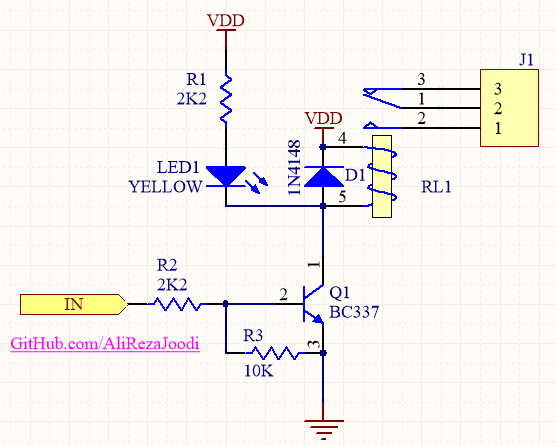 VDD
J1
R1
2K2
3
1
2
3
2
1
VDD
4
1N4148
D1
RL1
5
LED1
YELLOW
1
R2
2K2
2
Q1
BC337
IN
R3
10K
3
GitHub.com/AliRezaJoodi